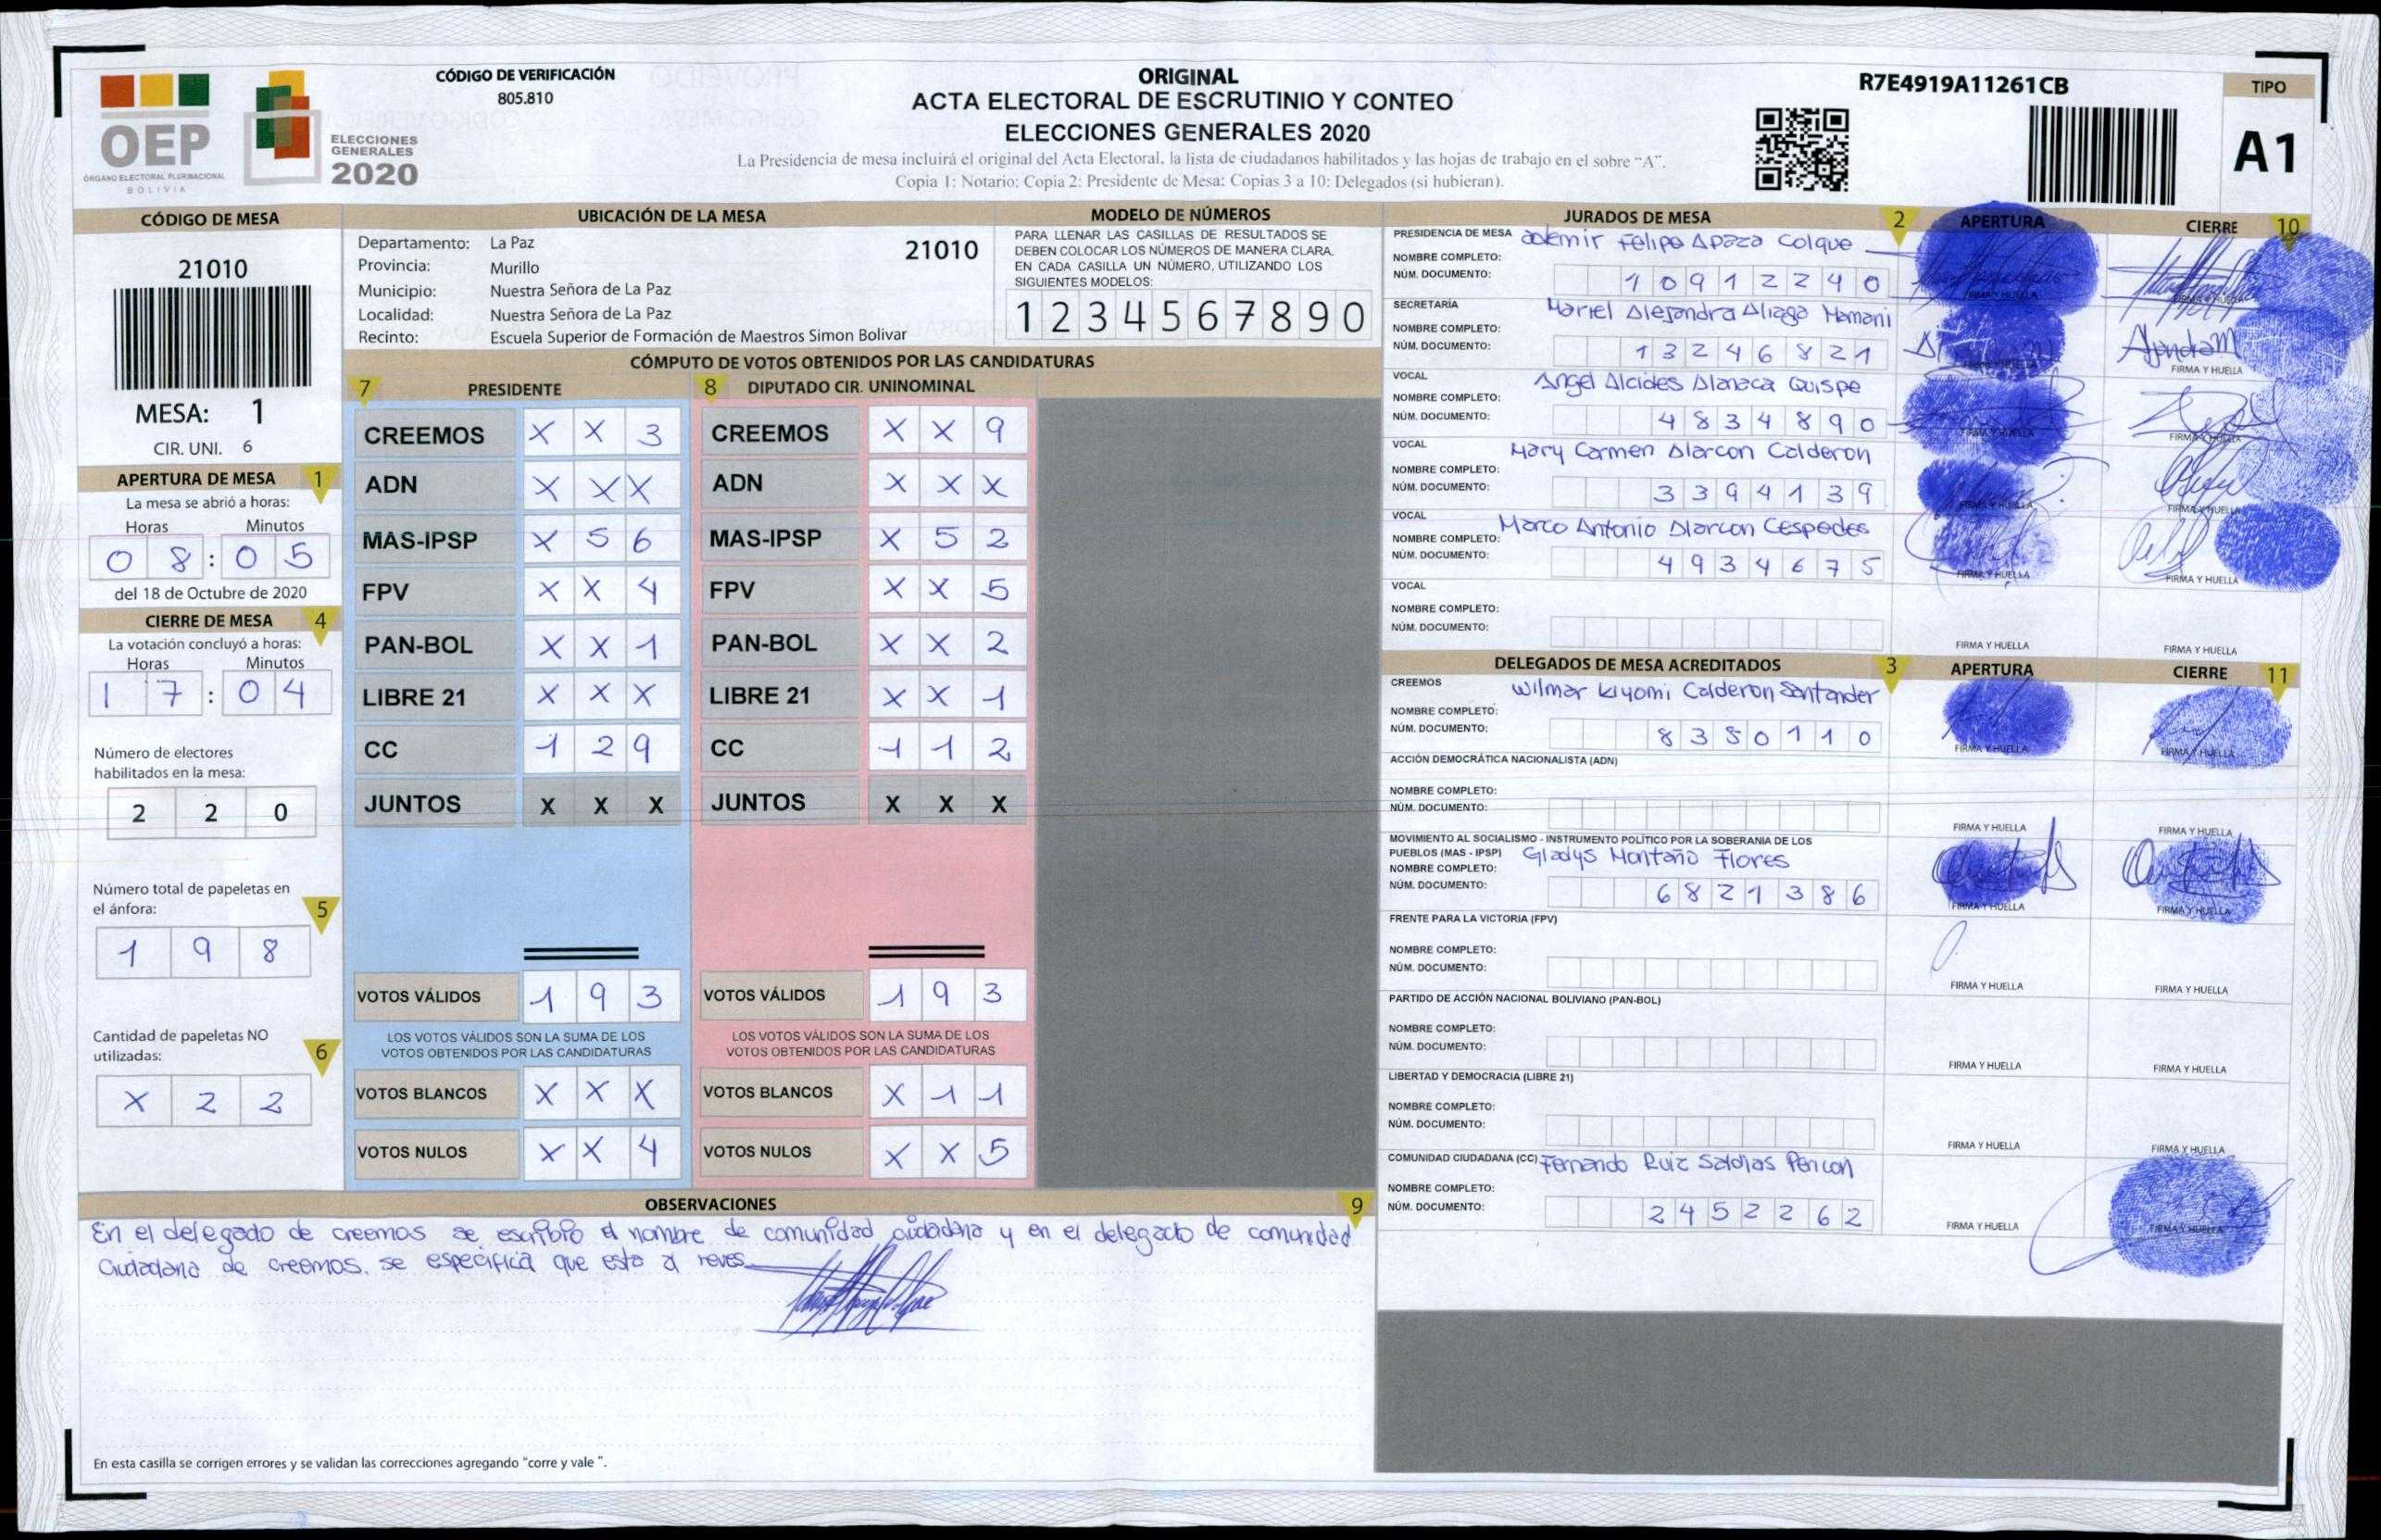 CÓDIGO DE VERIFICACIÓN
805.810
OEP
ÓRGANO ELECTORAL PLURINACIONAL
BOLIVIA
ELECCIONES
GENERALES
2020
ORIGINAL
ACTA ELECTORAL DE ESCRUTINIO Y CONTEO
ELECCIONES GENERALES 2020
La Presidencia de mesa incluirá el original del Acta Electoral, la lista de ciudadanos habilitados y las hojas de trabajo en el sobre "A".
Copia 1: Notario; Copia 2: Presidente de Mesa; Copias 3 a 10: Delegados (si hubieran).
R7E4919A11261CB
TIPO
A1
CÓDIGO DE MESA
21010
MESA: 1
CIR. UNI. 6
APERTURA DE MESA 1
La mesa se abrió a horas:
Horas Minutos
0 8 : 0 5
del 18 de Octubre de 2020
CIERRE DE MESA 4
La votación concluyó a horas:
Horas Minutos
1 7 : 0 4
Número de electores
habilitados en la mesa:
2 2 0
Número total de papeletas en
el ánfora: 5
1 9 8
Cantidad de papeletas NO
utilizadas: 6
X 2 2
UBICACIÓN DE LA MESA
Departamento: La Paz 21010
Provincia: Murillo
Municipio: Nuestra Señora de La Paz
Localidad: Nuestra Señora de La Paz
Recinto: Escuela Superior de Formación de Maestros Simon Bolivar
MODELO DE NÚMEROS
PARA LLENAR LAS CASILLAS DE RESULTADOS SE
DEBEN COLOCAR LOS NÚMEROS DE MANERA CLARA.
EN CADA CASILLA UN NÚMERO, UTILIZANDO LOS
SIGUIENTES MODELOS:
1 2 3 4 5 6 7 8 9 0
CÓMPUTO DE VOTOS OBTENIDOS POR LAS CANDIDATURAS
7 PRESIDENTE
CREEMOS X X 3
ADN X X X
MAS-IPSP X 5 6
FPV X X 4
PAN-BOL X X 1
LIBRE 21 X X X
CC 1 2 9
JUNTOS X X X
VOTOS VÁLIDOS 1 9 3
LOS VOTOS VÁLIDOS SON LA SUMA DE LOS
VOTOS OBTENIDOS POR LAS CANDIDATURAS
VOTOS BLANCOS X X X
VOTOS NULOS X X 4
8 DIPUTADO CIR. UNINOMINAL
CREEMOS X X 9
ADN X X X
MAS-IPSP X 5 2
FPV X X 5
PAN-BOL X X 2
LIBRE 21 X X 1
CC 1 1 2
JUNTOS X X X
VOTOS VÁLIDOS 1 9 3
LOS VOTOS VÁLIDOS SON LA SUMA DE LOS
VOTOS OBTENIDOS POR LAS CANDIDATURAS
VOTOS BLANCOS X 1 1
VOTOS NULOS X X 5
OBSERVACIONES 9
En el delegado de creemos se escribió el nombre de comunidad ciudadana y en el delegado de comunidad
Ciudadana de creemos. se especifica que esta al reves
En esta casilla se corrigen errores y se validan las correcciones agregando "corre y vale ".
JURADOS DE MESA 2 APERTURA CIERRE 10
PRESIDENCIA DE MESA Ademir Felipe Apaza Colque
NOMBRE COMPLETO:
NÚM. DOCUMENTO: 1 0 9 1 2 2 4 0
FIRMA Y HUELLA FIRMA Y HUELLA
SECRETARÍA Mariel Alejandra Aliaga Mamani
NOMBRE COMPLETO:
NÚM. DOCUMENTO: 1 3 2 4 6 8 2 1
FIRMA Y HUELLA
VOCAL Angel Alcides Alanoca Quispe
NOMBRE COMPLETO:
NÚM. DOCUMENTO: 4 8 3 4 8 9 0
FIRMA Y HUELLA FIRMA Y HUELLA
VOCAL Mary Carmen Alarcon Calderon
NOMBRE COMPLETO:
NÚM. DOCUMENTO: 3 3 9 4 1 3 9
FIRMA Y HUELLA FIRMA Y HUELLA
VOCAL Marco Antonio Alarcon Cespedes
NOMBRE COMPLETO:
NÚM. DOCUMENTO: 4 9 3 4 6 7 5
FIRMA Y HUELLA FIRMA Y HUELLA
VOCAL
NOMBRE COMPLETO:
NÚM. DOCUMENTO:
FIRMA Y HUELLA FIRMA Y HUELLA
DELEGADOS DE MESA ACREDITADOS 3 APERTURA CIERRE 11
CREEMOS Wilmar Kiyomi Calderon Santander
NOMBRE COMPLETO:
NÚM. DOCUMENTO: 8 3 5 0 1 1 0
FIRMA Y HUELLA FIRMA Y HUELLA
ACCIÓN DEMOCRÁTICA NACIONALISTA (ADN)
NOMBRE COMPLETO:
NÚM. DOCUMENTO:
FIRMA Y HUELLA FIRMA Y HUELLA
MOVIMIENTO AL SOCIALISMO - INSTRUMENTO POLÍTICO POR LA SOBERANIA DE LOS
PUEBLOS (MAS - IPSP) Gladys Montaño Flores
NOMBRE COMPLETO:
NÚM. DOCUMENTO: 6 8 2 1 3 8 6
FIRMA Y HUELLA FIRMA Y HUELLA
FRENTE PARA LA VICTORIA (FPV)
NOMBRE COMPLETO:
NÚM. DOCUMENTO:
FIRMA Y HUELLA FIRMA Y HUELLA
PARTIDO DE ACCIÓN NACIONAL BOLIVIANO (PAN-BOL)
NOMBRE COMPLETO:
NÚM. DOCUMENTO:
FIRMA Y HUELLA FIRMA Y HUELLA
LIBERTAD Y DEMOCRACIA (LIBRE 21)
NOMBRE COMPLETO:
NÚM. DOCUMENTO:
FIRMA Y HUELLA FIRMA Y HUELLA
COMUNIDAD CIUDADANA (CC) Fernando Ruiz Saldias
NOMBRE COMPLETO:
NÚM. DOCUMENTO: 2 4 5 2 2 6 2
FIRMA Y HUELLA FIRMA Y HUELLA